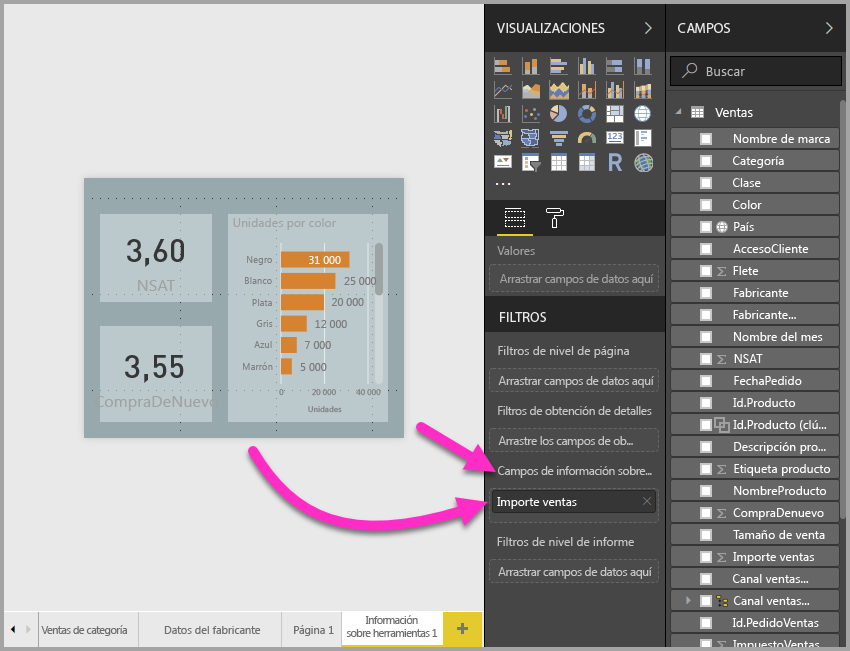 3,60
NSAT
3,55
CompraDeNuevo
Unidades por color
Negro 31 000
Blanco 25 000
Plata 20 000
Gris 12 000
Azul 7 000
Marrón 5 000
0 20 000 40 000
Unidades
Ventas de categoría
Datos del fabricante
Página 1
Información
sobre herramientas 1
+
VISUALIZACIONES
123
R
Valores
Arrastrar campos de datos aquí
FILTROS
Filtros de nivel de página
Arrastrar campos de datos aquí
Filtros de obtención de detalles
Arrastre los campos de ob...
Campos de información sobre...
Importe ventas
Filtros de nivel de informe
Arrastrar campos de datos aquí
CAMPOS
Buscar
Ventas
Nombre de marca
Categoría
Clase
Color
País
AccesoCliente
Σ Flete
Fabricante
Fabricante...
Nombre del mes
Σ NSAT
FechaPedido
Id.Producto
Id.Producto (clú...
Descripción pro...
Σ Etiqueta producto
NombreProducto
Σ CompraDenuevo
Tamaño de venta
Σ Importe ventas
Canal ventas...
Canal ventas...
Id.PedidoVentas
Σ ImpuestoVentas